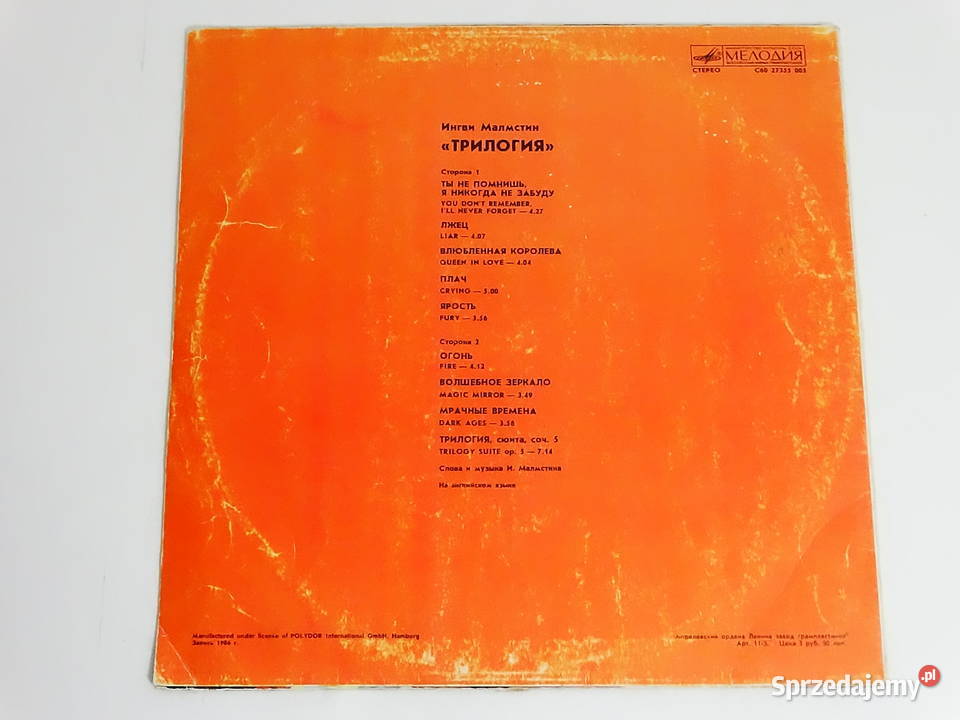 МЕЛОДИЯ
СТЕРЕО С60 27355 005
Ингви Малмстин
«ТРИЛОГИЯ»
Сторона 1
ТЫ НЕ ПОМНИШЬ,
Я НИКОГДА НЕ ЗАБУДУ
YOU DON'T REMEMBER,
I'LL NEVER FORGET — 4.27
ЛЖЕЦ
LIAR — 4.07
ВЛЮБЛЕННАЯ КОРОЛЕВА
QUEEN IN LOVE — 4.04
ПЛАЧ
CRYING — 5.00
ЯРОСТЬ
FURY — 3.56
Сторона 2
ОГОНЬ
FIRE — 4.12
ВОЛШЕБНОЕ ЗЕРКАЛО
MAGIC MIRROR — 3.49
МРАЧНЫЕ ВРЕМЕНА
DARK AGES — 3.58
ТРИЛОГИЯ, сюита, соч. 5
TRILOGY SUITE op. 5 — 7.14
Слова и музыка И. Малмстина
На английском языке
Manufactured under license of POLYDOR International GmbH, Hamburg
Запись 1986 г.
Апрелевский ордена Ленина завод грампластинок
Арт. 11-3. Цена 3 руб. 50 коп.
Sprzedajemy.pl